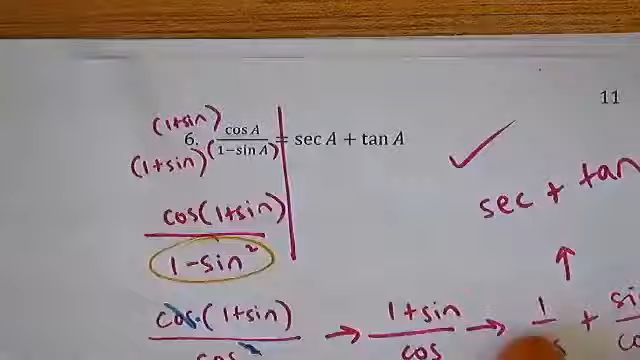 11
(1+sin)
6. cos A / 1−sin A = sec A + tan A
(1+sin) ( )
✓
sec + tan
cos(1+sin)
1 − sin²
cos·(1+sin) → 1+sin → 1 +
cos cos